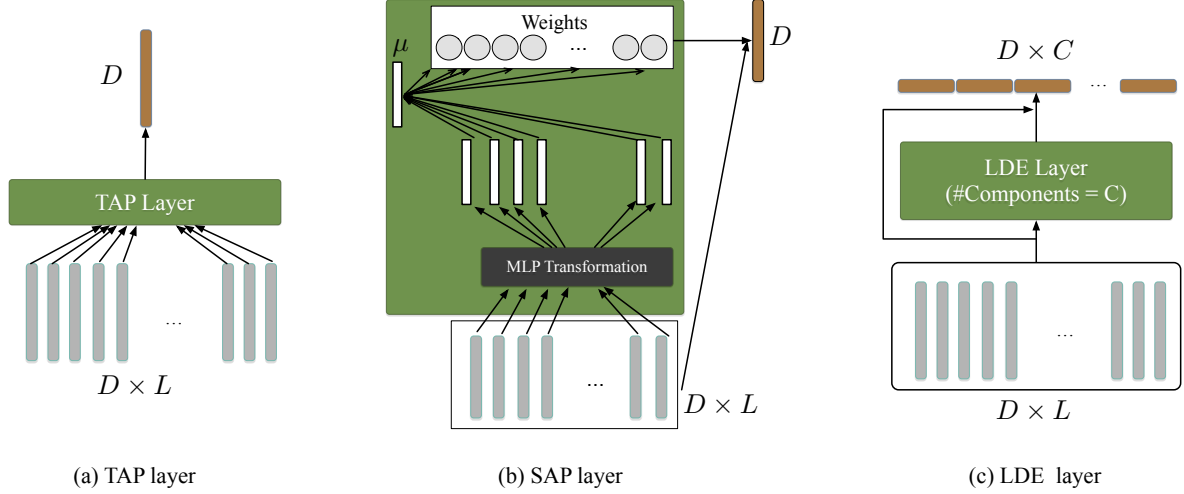 D
TAP Layer
...
D × L
(a) TAP layer
Weights
μ
...
D
MLP Transformation
...
D × L
(b) SAP layer
D × C
...
LDE Layer
(#Components = C)
...
D × L
(c) LDE layer